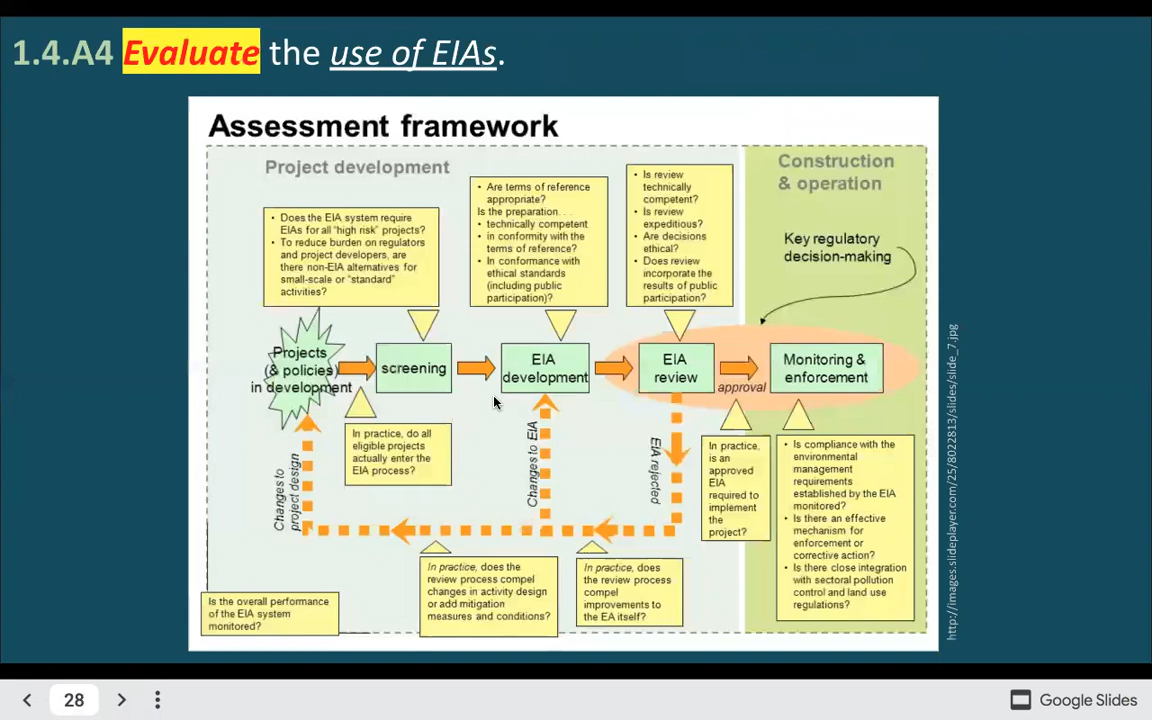 1.4.A4 Evaluate the use of EIAs.
Assessment framework
Project development
Construction
& operation
• Does the EIA system require
EIAs for all "high risk" projects?
• To reduce burden on regulators
and project developers, are
there non-EIA alternatives for
small-scale or "standard"
activities?
• Are terms of reference
appropriate?
Is the preparation. . .
• technically competent
• in conformity with the
terms of reference?
• In conformance with
ethical standards
(including public
participation)?
• Is review
technically
competent?
• Is review
expeditious?
• Are decisions
ethical?
• Does review
incorporate the
results of public
participation?
Key regulatory
decision-making
Projects
(& policies)
in development
screening
EIA
development
EIA
review
approval
Monitoring &
enforcement
In practice, do all
eligible projects
actually enter the
EIA process?
Changes to
project design
Changes to EIA
EIA rejected
In practice,
is an
approved
EIA
required to
implement
the
project?
• Is compliance with the
environmental
management
requirements
established by the EIA
monitored?
• Is there an effective
mechanism for
enforcement or
corrective action?
• Is there close integration
with sectoral pollution
control and land use
regulations?
Is the overall performance
of the EIA system
monitored?
In practice, does the
review process compel
changes in activity design
or add mitigation
measures and conditions?
In practice, does
the review process
compel
improvements to
the EA itself?
http://images.slideplayer.com/25/8022813/slides/slide_7.jpg
28
Google Slides